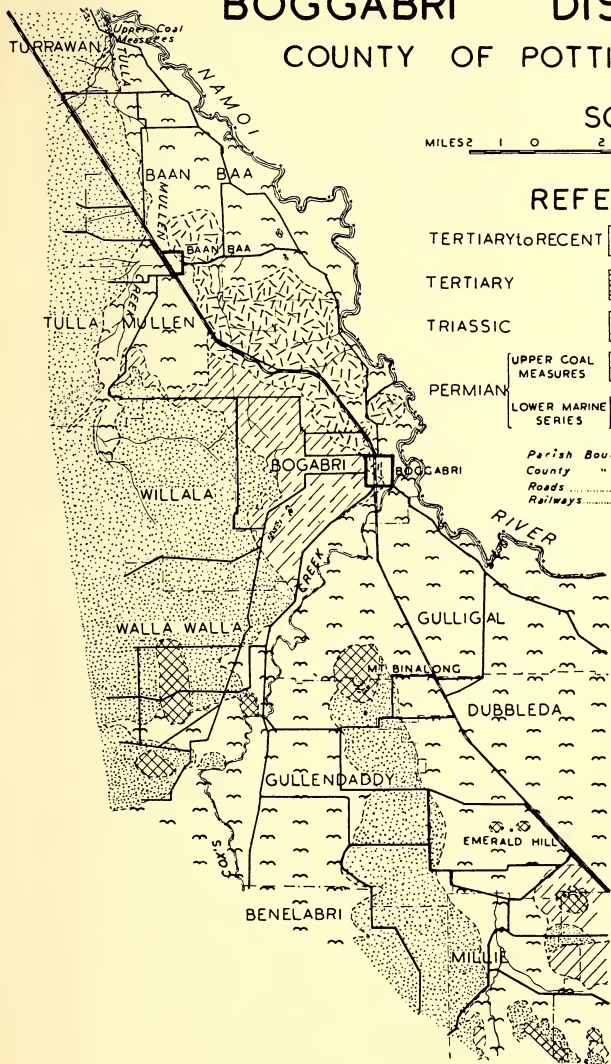 BOGGABRI DIS
COUNTY OF POTTI
SC
MILES 2 1 0 2
REFE
TERTIARY to RECENT
TERTIARY
TRIASSIC
PERMIAN
UPPER COAL
MEASURES
LOWER MARINE
SERIES
Parish Bou
County "
Roads
Railways
Upper Coal
Measures
TURRAWAN
TULLA
NAMOI
BAAN BAA
MULLEN
BAAN BAA
CREEK
TULLA MULLEN
BOGABRI
BOGGABRI
WILLALA
RIVER
CREEK
GULLIGAL
WALLA WALLA
MT BINALONG
DUBBLEDA
GULLENDADDY
EMERALD HILL
COX'S
BENELABRI
MILLIE